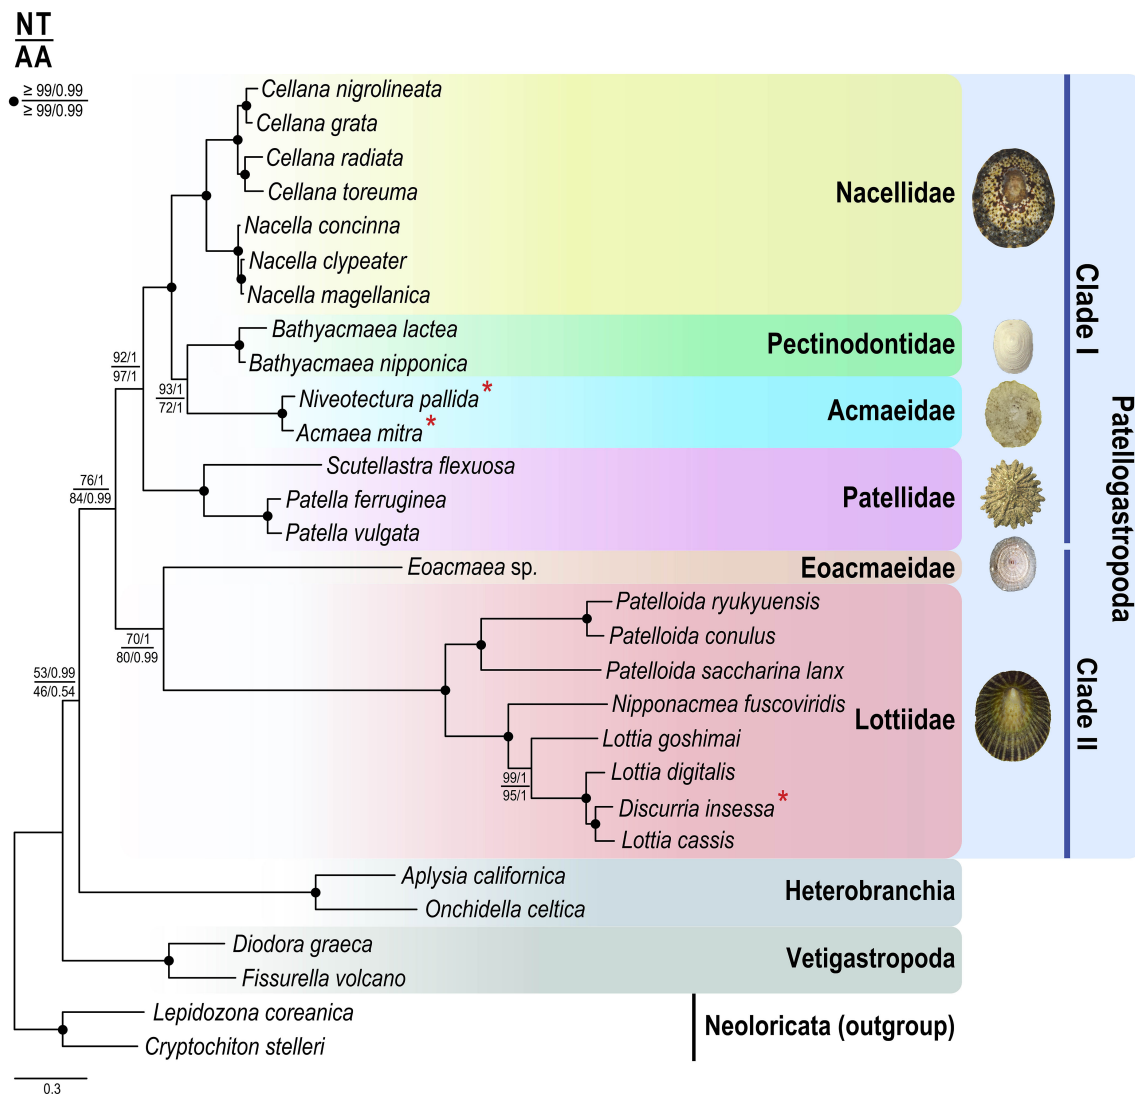 NT
AA
≥ 99/0.99
≥ 99/0.99
Cellana nigrolineata
Cellana grata
Cellana radiata
Cellana toreuma
Nacellidae
Nacella concinna
Nacella clypeater
Nacella magellanica
Clade I
Bathyacmaea lactea
Pectinodontidae
Bathyacmaea nipponica
92/1
97/1
93/1
72/1
Niveotectura pallida *
Acmaeidae
Acmaea mitra *
Scutellastra flexuosa
76/1
84/0.99
Patella ferruginea
Patellidae
Patella vulgata
Patellogastropoda
Eoacmaea sp.
Eoacmaeidae
Patelloida ryukyuensis
70/1
80/0.99
Patelloida conulus
53/0.99
46/0.54
Patelloida saccharina lanx
Nipponacmea fuscoviridis
Lottiidae
Clade II
Lottia goshimai
99/1
95/1
Lottia digitalis
Discurria insessa *
Lottia cassis
Aplysia californica
Heterobranchia
Onchidella celtica
Diodora graeca
Vetigastropoda
Fissurella volcano
Lepidozona coreanica
Neoloricata (outgroup)
Cryptochiton stelleri
0.3